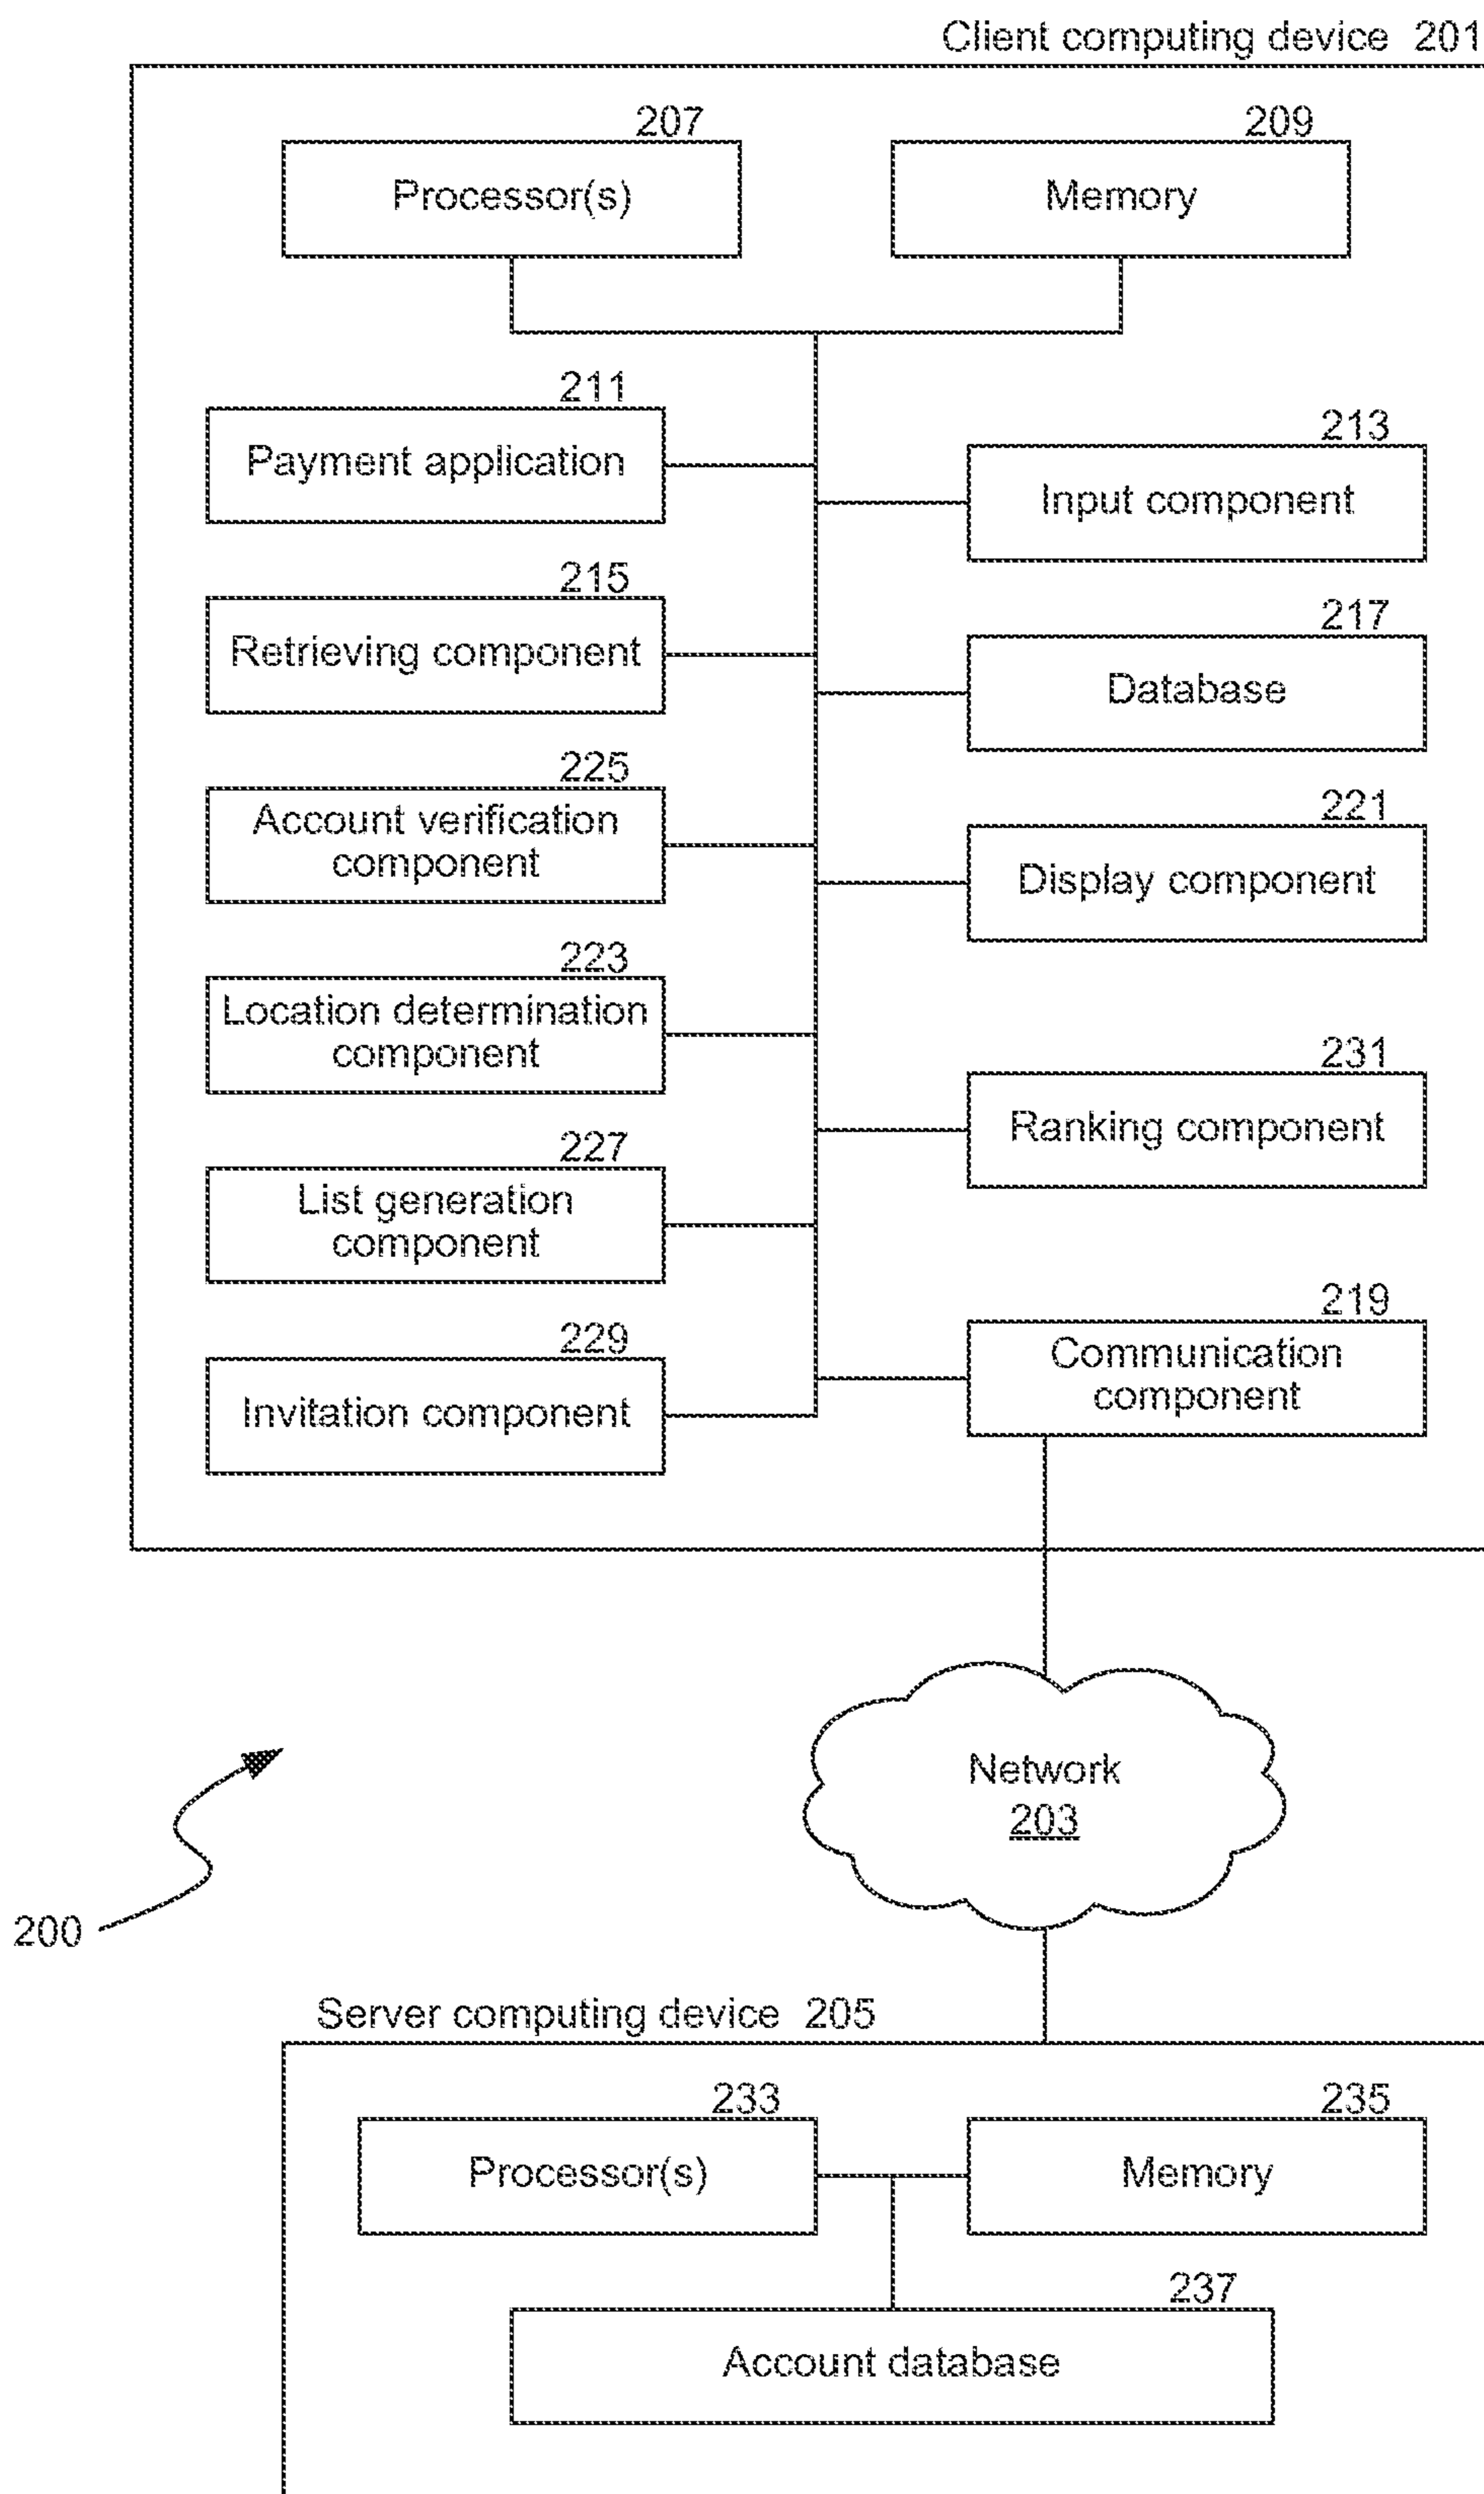 Client computing device 201
207
Processor(s)
209
Memory
211
Payment application
213
Input component
215
Retrieving component
217
Database
225
Account verification
component
221
Display component
223
Location determination
component
231
Ranking component
227
List generation
component
219
Communication
component
229
Invitation component
Network
203
200
Server computing device 205
233
Processor(s)
235
Memory
237
Account database